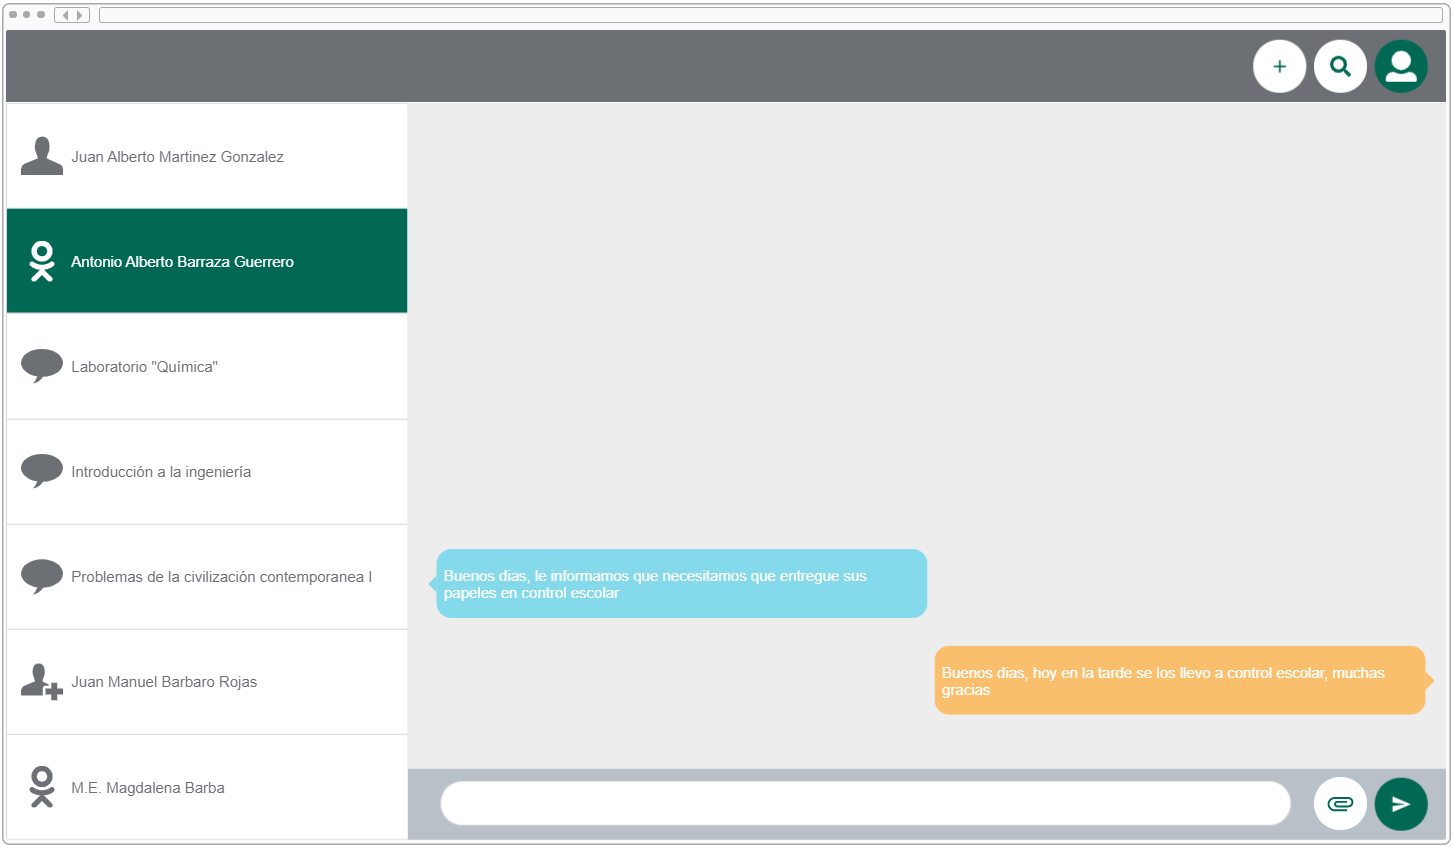 Juan Alberto Martinez Gonzalez
Antonio Alberto Barraza Guerrero
Laboratorio "Química"
Introducción a la ingeniería
Problemas de la civilización contemporanea I
Juan Manuel Barbaro Rojas
M.E. Magdalena Barba
Buenos dias, le informamos que necesitamos que entregue sus
papeles en control escolar
Buenos dias, hoy en la tarde se los llevo a control escolar, muchas
gracias